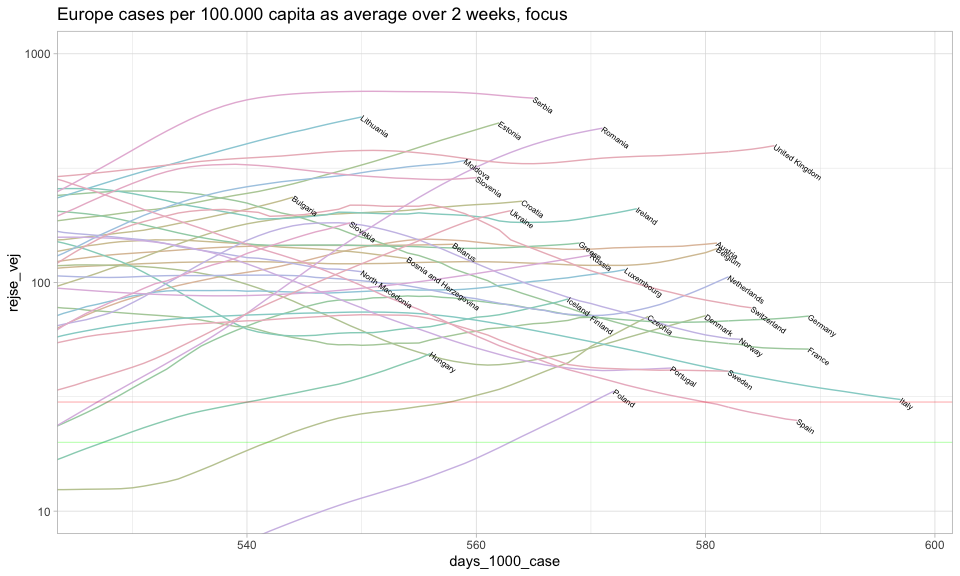 Europe cases per 100.000 capita as average over 2 weeks, focus
1000
Serbia
Lithuania
Estonia
Romania
United Kingdom
Moldova
Slovenia
Bulgaria
Croatia
Ukraine
Ireland
Slovakia
Belarus
Austria
Belgium
100
North Macedonia
Bosnia and Herzegovina
Russia
Luxembourg
Netherlands
Iceland
Finland
Czechia
Denmark
Switzerland
Germany
Norway
France
Hungary
Portugal
Sweden
Poland
Italy
Spain
10
540
560
580
600
days_1000_case
rejse_vej